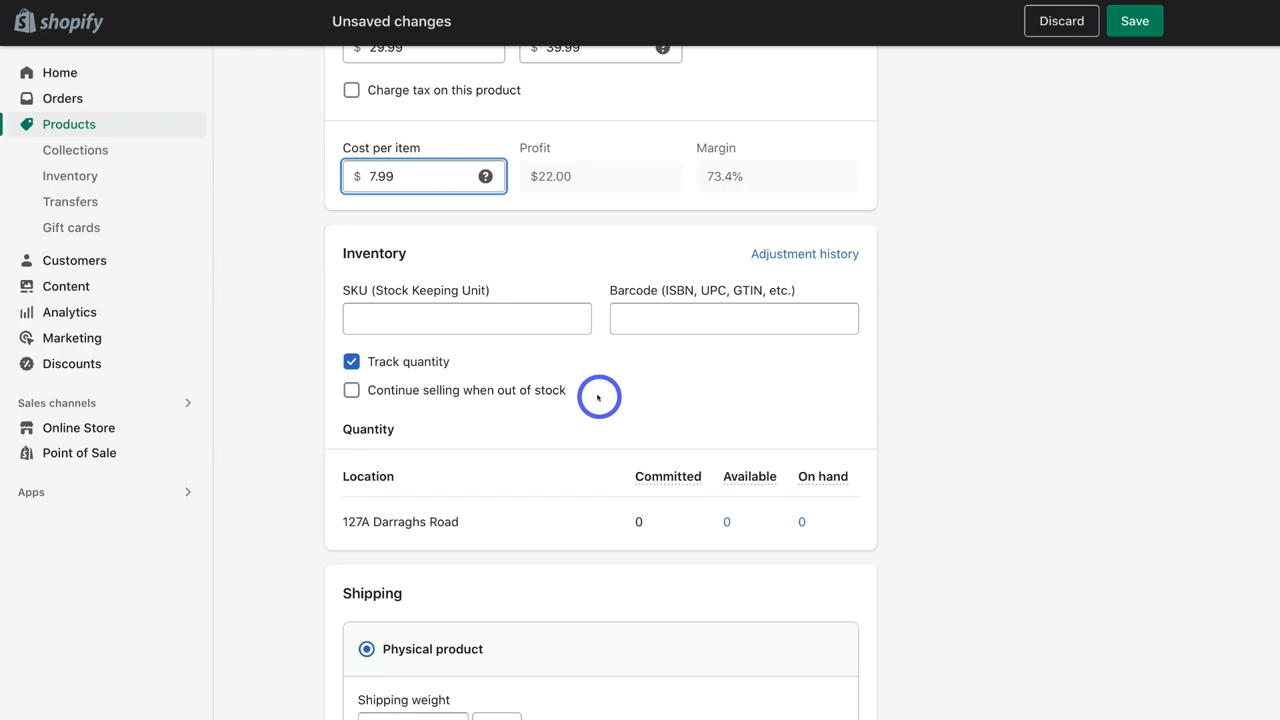 shopify
Unsaved changes
Discard
Save
Home
Orders
Products
Collections
Inventory
Transfers
Gift cards
Customers
Content
Analytics
Marketing
Discounts
Sales channels
Online Store
Point of Sale
Apps
$ 29.99
$ 39.99 ?
Charge tax on this product
Cost per item
Profit
Margin
$ 7.99 ?
$22.00
73.4%
Inventory
Adjustment history
SKU (Stock Keeping Unit)
Barcode (ISBN, UPC, GTIN, etc.)
Track quantity
Continue selling when out of stock
Quantity
Location
Committed
Available
On hand
127A Darraghs Road
0
0
0
Shipping
Physical product
Shipping weight